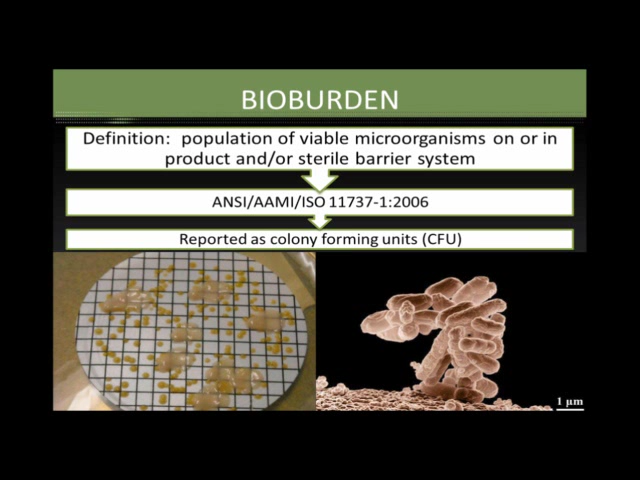 BIOBURDEN
Definition: population of viable microorganisms on or in
product and/or sterile barrier system
ANSI/AAMI/ISO 11737-1:2006
Reported as colony forming units (CFU)
1 µm